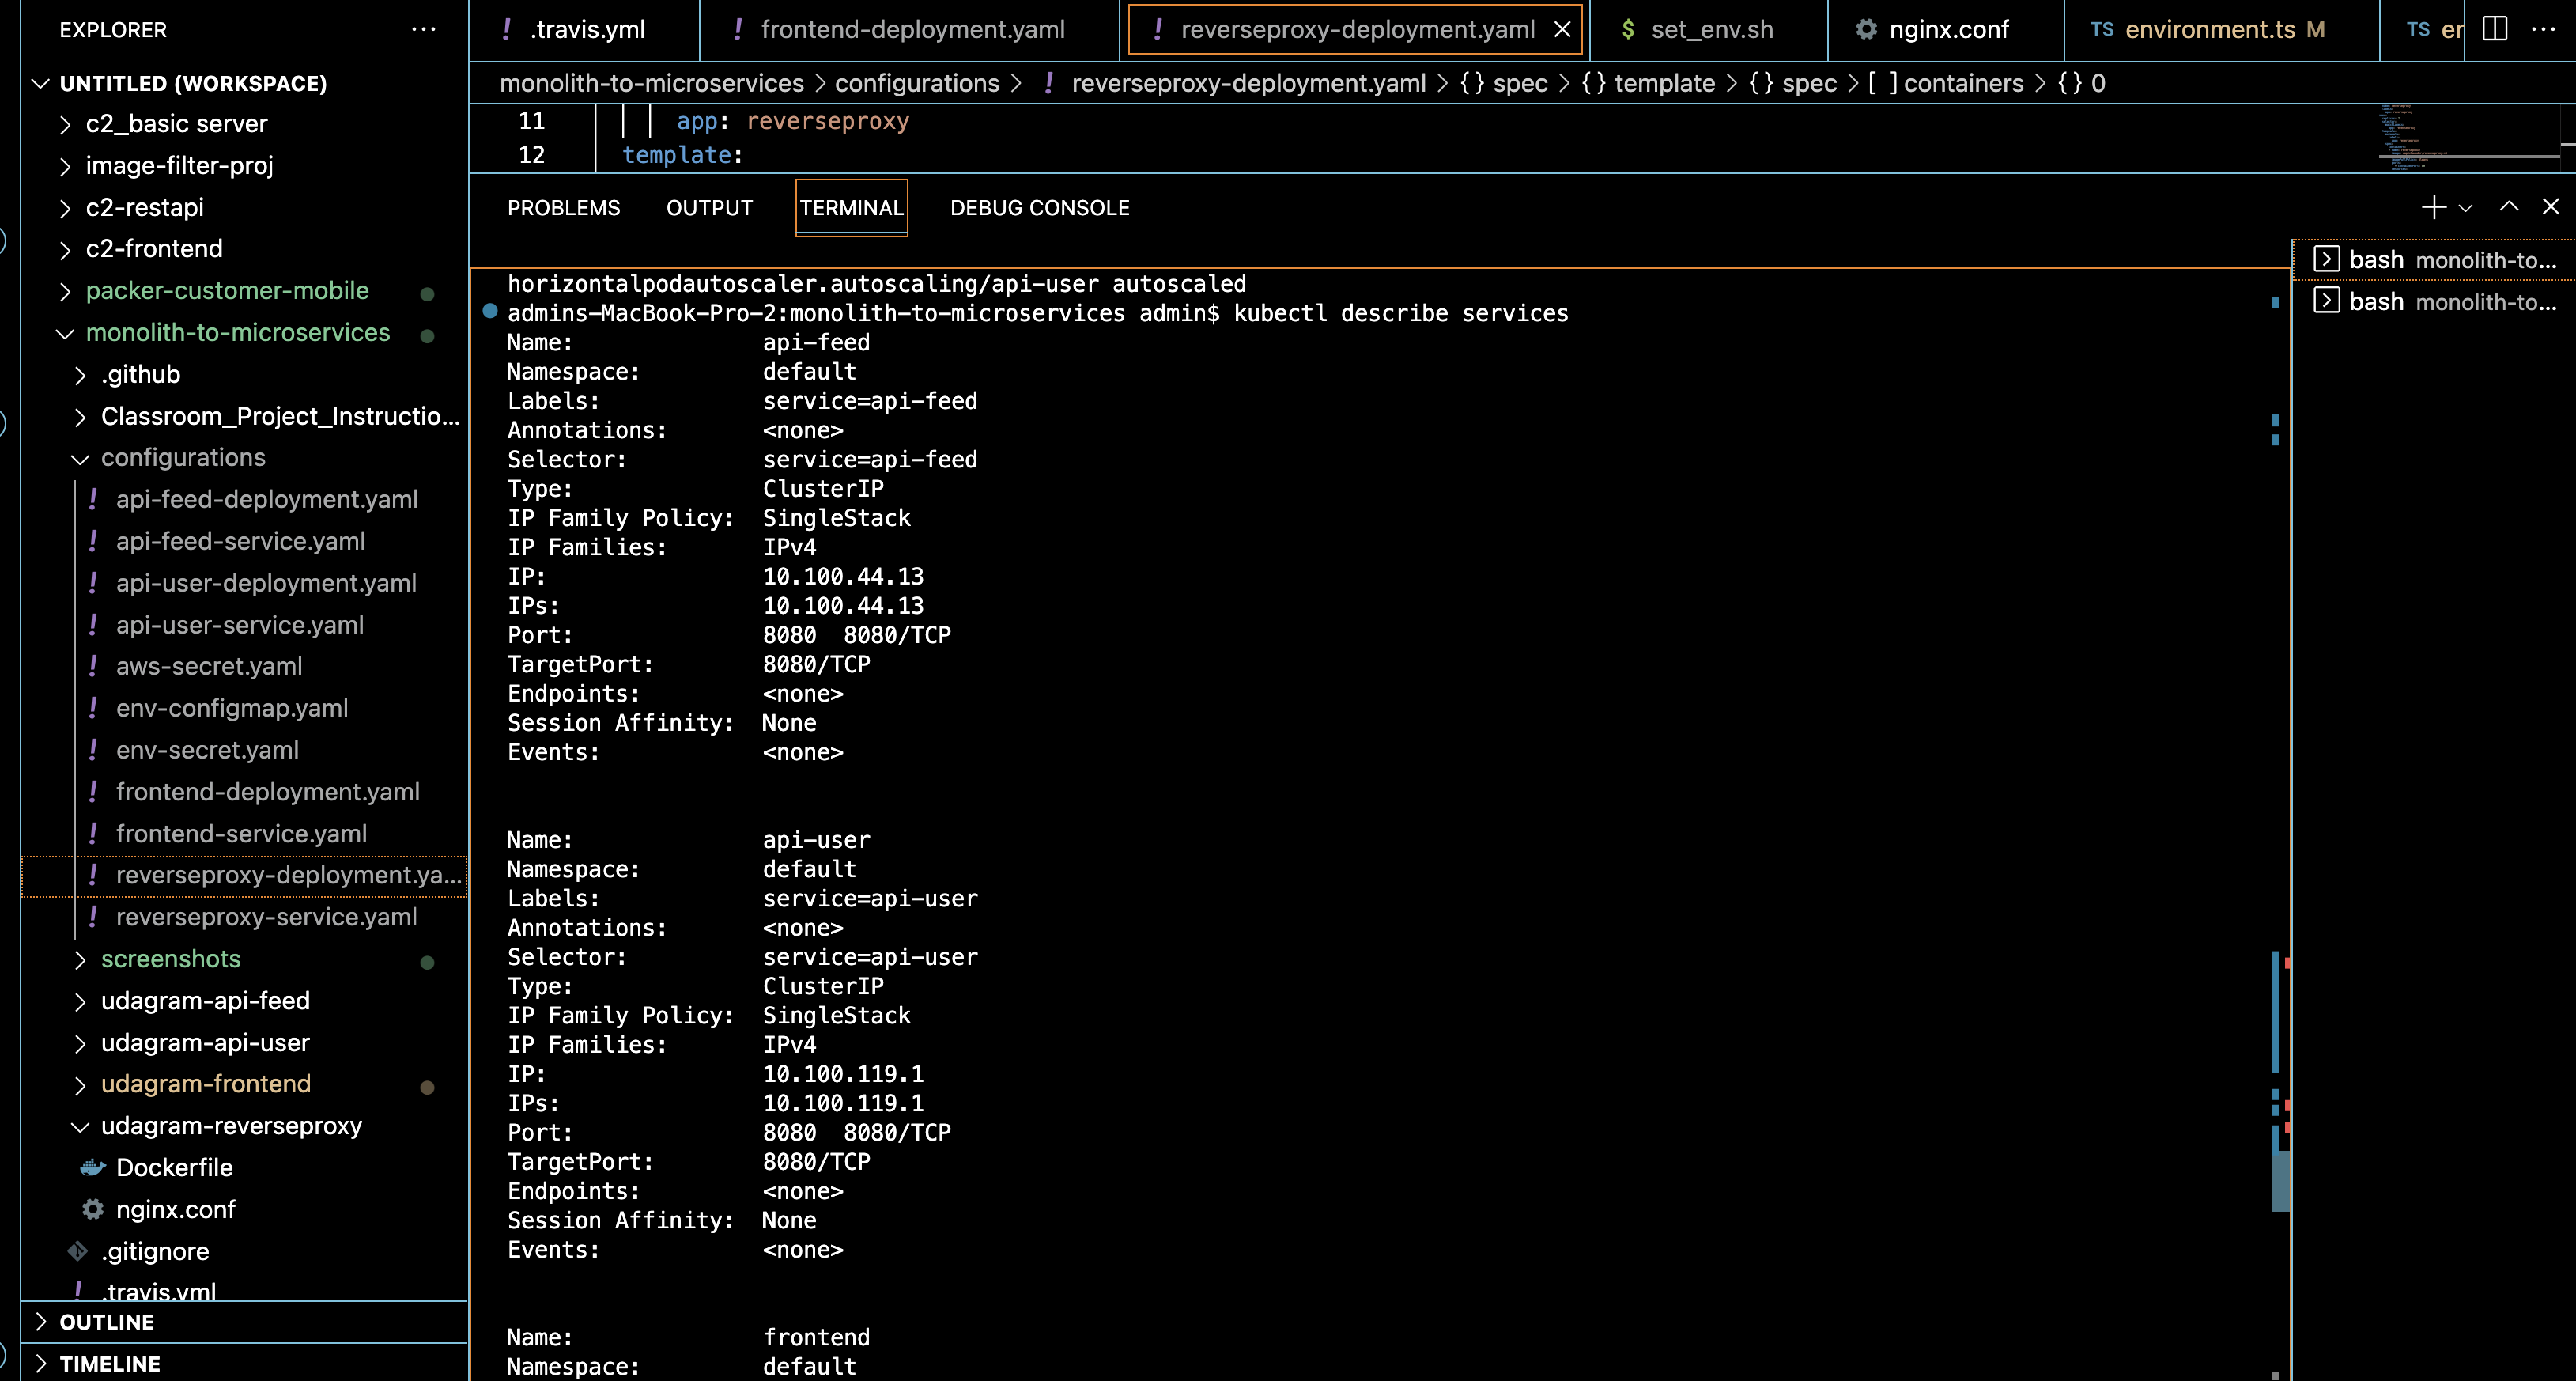 EXPLORER
UNTITLED (WORKSPACE)
c2_basic server
image-filter-proj
c2-restapi
c2-frontend
packer-customer-mobile
monolith-to-microservices
.github
Classroom_Project_Instructio...
configurations
api-feed-deployment.yaml
api-feed-service.yaml
api-user-deployment.yaml
api-user-service.yaml
aws-secret.yaml
env-configmap.yaml
env-secret.yaml
frontend-deployment.yaml
frontend-service.yaml
reverseproxy-deployment.ya...
reverseproxy-service.yaml
screenshots
udagram-api-feed
udagram-api-user
udagram-frontend
udagram-reverseproxy
Dockerfile
nginx.conf
.gitignore
.travis.yml
OUTLINE
TIMELINE
! .travis.yml ! frontend-deployment.yaml ! reverseproxy-deployment.yaml $ set_env.sh nginx.conf TS environment.ts M TS er
monolith-to-microservices > configurations > ! reverseproxy-deployment.yaml > {} spec > {} template > {} spec > [ ] containers > {} 0
11 app: reverseproxy
12 template:
PROBLEMS OUTPUT TERMINAL DEBUG CONSOLE
horizontalpodautoscaler.autoscaling/api-user autoscaled
admins-MacBook-Pro-2:monolith-to-microservices admin$ kubectl describe services
Name: api-feed
Namespace: default
Labels: service=api-feed
Annotations: <none>
Selector: service=api-feed
Type: ClusterIP
IP Family Policy: SingleStack
IP Families: IPv4
IP: 10.100.44.13
IPs: 10.100.44.13
Port: 8080 8080/TCP
TargetPort: 8080/TCP
Endpoints: <none>
Session Affinity: None
Events: <none>
Name: api-user
Namespace: default
Labels: service=api-user
Annotations: <none>
Selector: service=api-user
Type: ClusterIP
IP Family Policy: SingleStack
IP Families: IPv4
IP: 10.100.119.1
IPs: 10.100.119.1
Port: 8080 8080/TCP
TargetPort: 8080/TCP
Endpoints: <none>
Session Affinity: None
Events: <none>
Name: frontend
Namespace: default
bash monolith-to...
bash monolith-to...